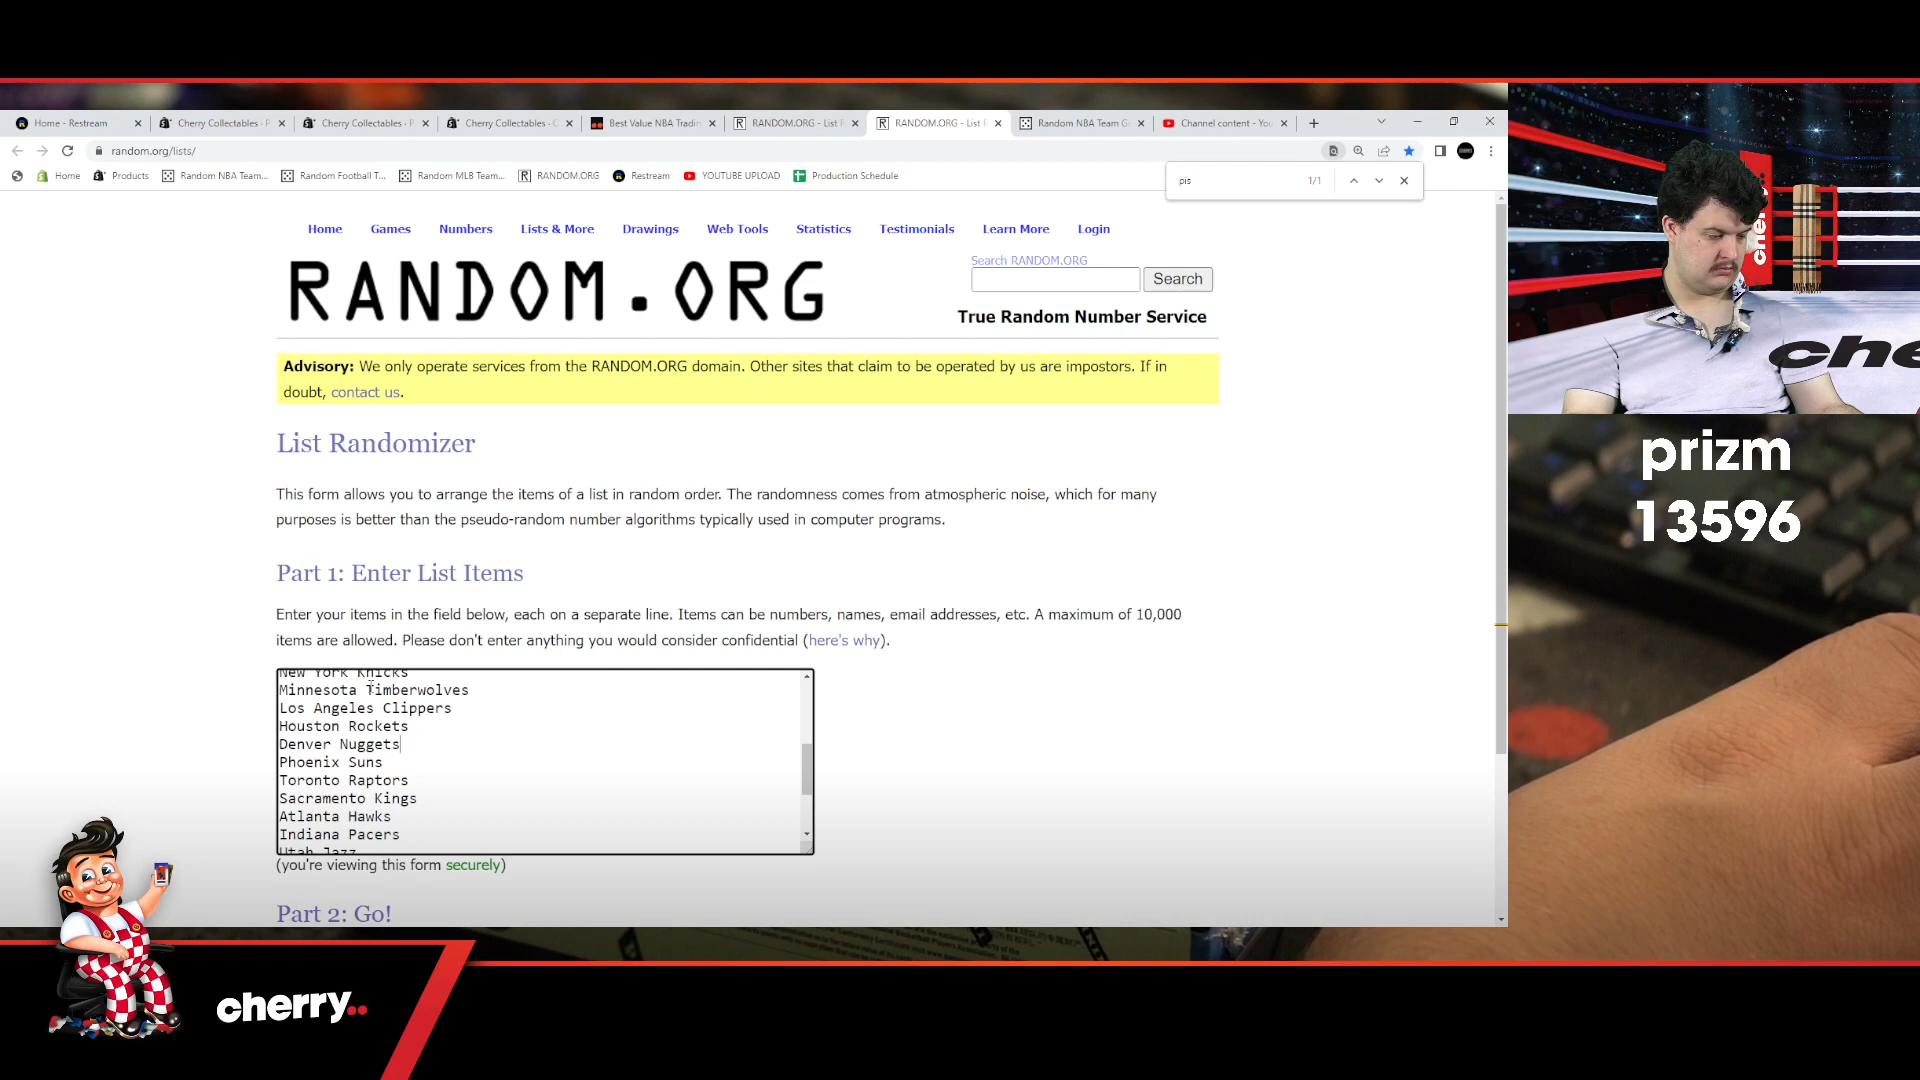 Home - Restream
Cherry Collectables - P
Cherry Collectables - P
Cherry Collectables - O
Best Value NBA Tradin
RANDOM.ORG - List R
RANDOM.ORG - List R
Random NBA Team G
Channel content - You
random.org/lists/
Home
Products
Random NBA Team...
Random Football T...
Random MLB Team...
RANDOM.ORG
Restream
YOUTUBE UPLOAD
Production Schedule
pis
1/1
Home
Games
Numbers
Lists & More
Drawings
Web Tools
Statistics
Testimonials
Learn More
Login
RANDOM.ORG
Search RANDOM.ORG
Search
True Random Number Service
Advisory: We only operate services from the RANDOM.ORG domain. Other sites that claim to be operated by us are impostors. If in
doubt, contact us.
List Randomizer
This form allows you to arrange the items of a list in random order. The randomness comes from atmospheric noise, which for many
purposes is better than the pseudo-random number algorithms typically used in computer programs.
Part 1: Enter List Items
Enter your items in the field below, each on a separate line. Items can be numbers, names, email addresses, etc. A maximum of 10,000
items are allowed. Please don't enter anything you would consider confidential (here's why).
New York Knicks
Minnesota Timberwolves
Los Angeles Clippers
Houston Rockets
Denver Nuggets
Phoenix Suns
Toronto Raptors
Sacramento Kings
Atlanta Hawks
Indiana Pacers
Utah Jazz
(you're viewing this form securely)
Part 2: Go!
che
prizm
13596
cherry..